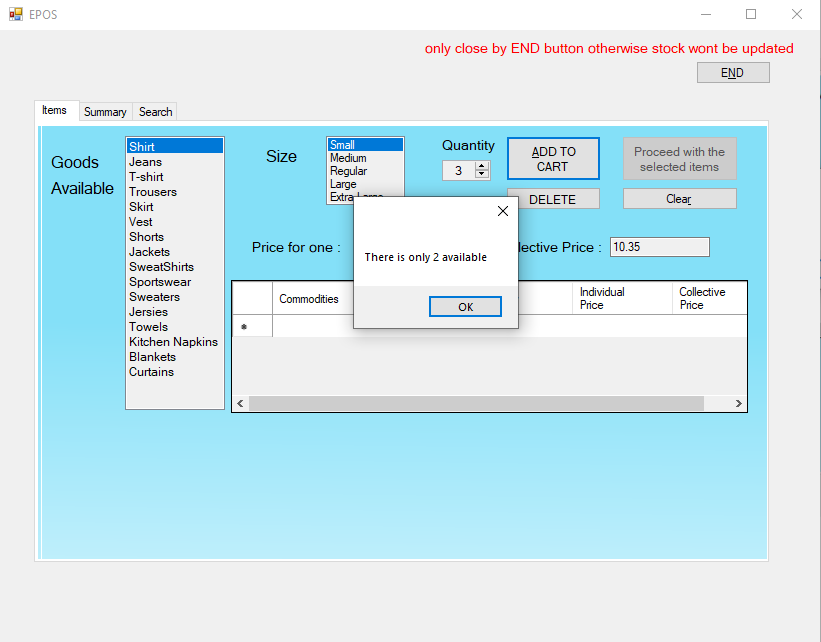 EPOS
only close by END button otherwise stock wont be updated
END
Items Summary Search
Goods
Available
Shirt
Jeans
T-shirt
Trousers
Skirt
Vest
Shorts
Jackets
SweatShirts
Sportswear
Sweaters
Jersies
Towels
Kitchen Napkins
Blankets
Curtains
Size
Small
Medium
Regular
Large
Extra Large
Quantity
3
ADD TO
CART
Proceed with the
selected items
DELETE
Clear
Price for one :
lective Price :
10.35
There is only 2 available
OK
Commodities
Individual
Price
Collective
Price